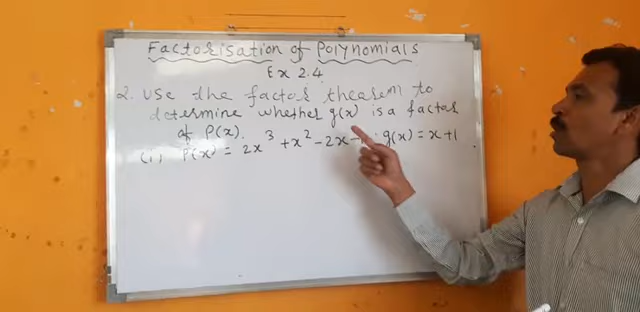 Factorisation of Polynomials
Ex 2.4
2. Use the factor theorem to
determine whether g(x) is a factor
of P(x).
(i) P(x) = 2x³ + x² - 2x - ; g(x) = x + 1